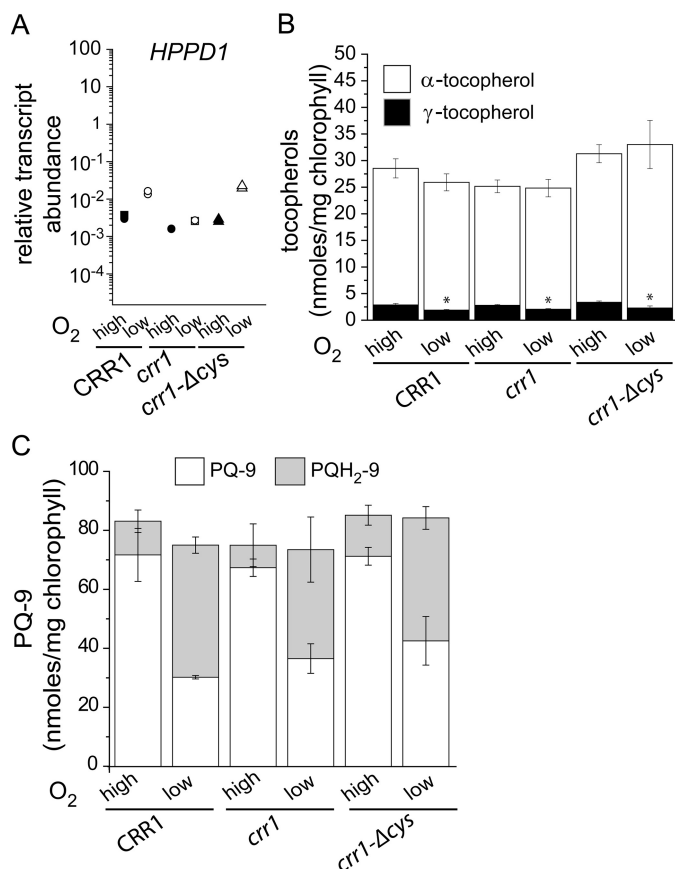 A
HPPD1
relative transcript
abundance
100
10
1
10⁻¹
10⁻²
10⁻³
10⁻⁴
O₂ high low high low high low
CRR1 crr1 crr1-Δcys
B
α-tocopherol
γ-tocopherol
tocopherols
(nmoles/mg chlorophyll)
50
45
40
35
30
25
20
15
10
5
0
* * *
O₂ high low high low high low
CRR1 crr1 crr1-Δcys
C
PQ-9 PQH₂-9
PQ-9
(nmoles/mg chlorophyll)
100
80
60
40
20
0
O₂ high low high low high low
CRR1 crr1 crr1-Δcys